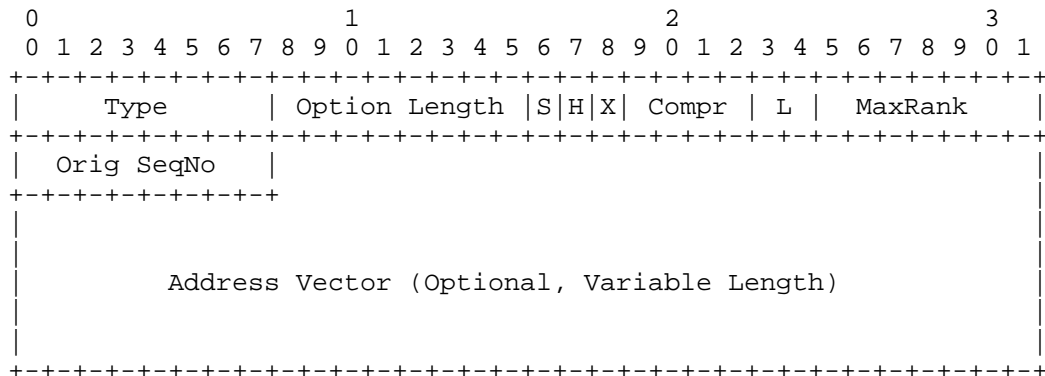 0                   1                   2                   3
 0 1 2 3 4 5 6 7 8 9 0 1 2 3 4 5 6 7 8 9 0 1 2 3 4 5 6 7 8 9 0 1
+-+-+-+-+-+-+-+-+-+-+-+-+-+-+-+-+-+-+-+-+-+-+-+-+-+-+-+-+-+-+-+-+
|     Type      | Option Length |S|H|X| Compr | L |   MaxRank   |
+-+-+-+-+-+-+-+-+-+-+-+-+-+-+-+-+-+-+-+-+-+-+-+-+-+-+-+-+-+-+-+-+
|  Orig SeqNo   |                                               |
+-+-+-+-+-+-+-+-+                                               |
|                                                               |
|                                                               |
|         Address Vector (Optional, Variable Length)            |
|                                                               |
|                                                               |
+-+-+-+-+-+-+-+-+-+-+-+-+-+-+-+-+-+-+-+-+-+-+-+-+-+-+-+-+-+-+-+-+